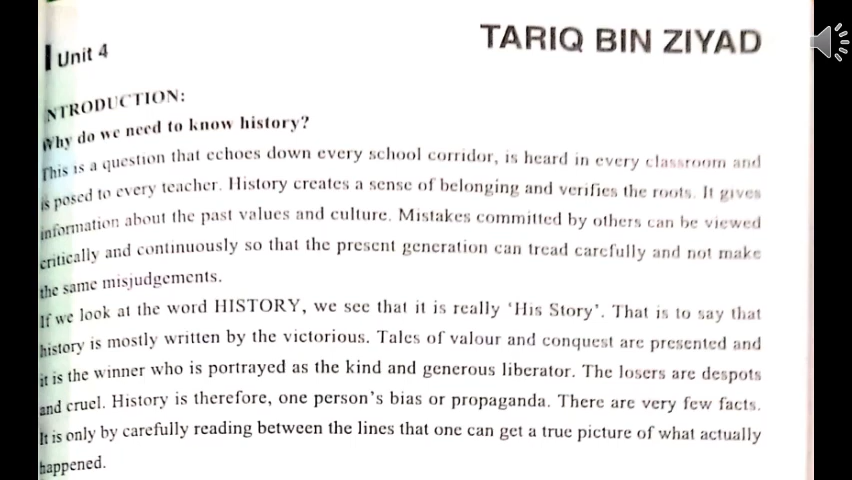 Unit 4
TARIQ BIN ZIYAD
NTRODUCTION:
Why do we need to know history?
This is a question that echoes down every school corridor, is heard in every classroom and
is posed to every teacher. History creates a sense of belonging and verifies the roots. It gives
information about the past values and culture. Mistakes committed by others can be viewed
critically and continuously so that the present generation can tread carefully and not make
the same misjudgements.
If we look at the word HISTORY, we see that it is really ‘His Story’. That is to say that
history is mostly written by the victorious. Tales of valour and conquest are presented and
it is the winner who is portrayed as the kind and generous liberator. The losers are despots
and cruel. History is therefore, one person’s bias or propaganda. There are very few facts.
It is only by carefully reading between the lines that one can get a true picture of what actually
happened.